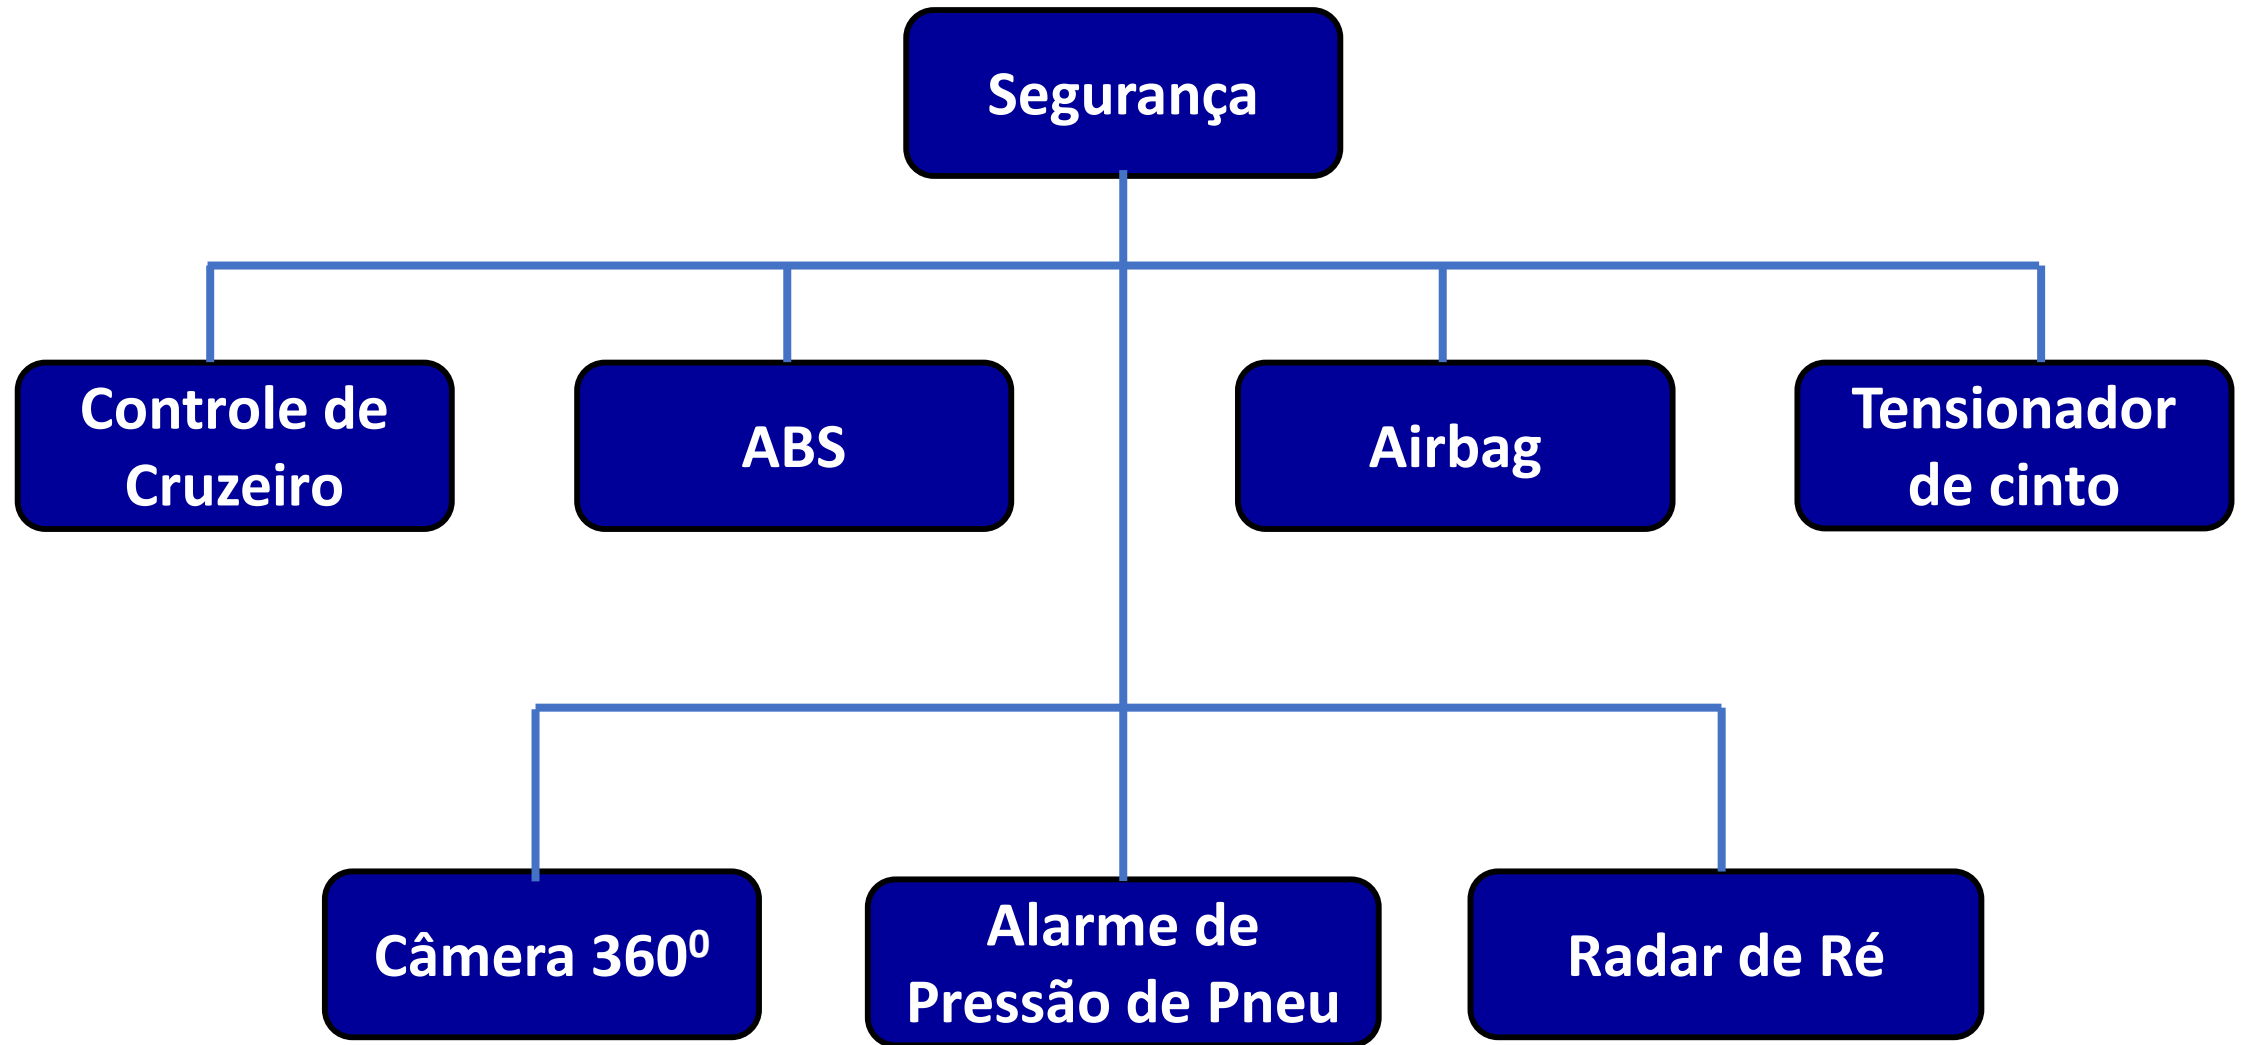 Segurança
Controle de
Cruzeiro
ABS
Airbag
Tensionador
de cinto
Câmera 360⁰
Alarme de
Pressão de Pneu
Radar de Ré